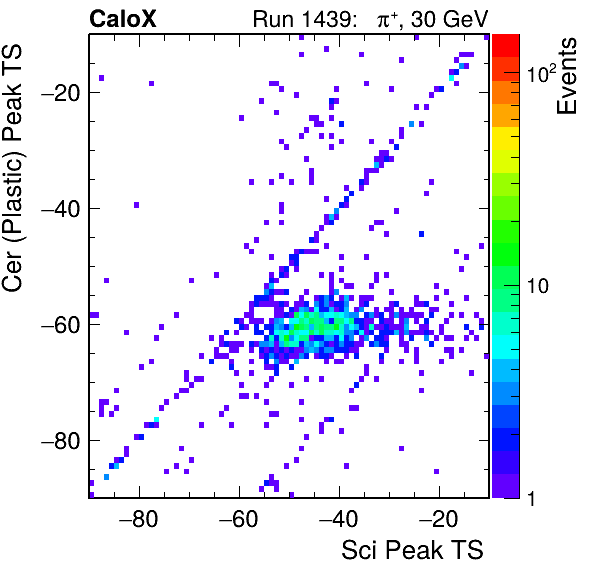 CaloX
Run 1439: π⁺, 30 GeV
Cer (Plastic) Peak TS
−20
−40
−60
−80
−80
−60
−40
−20
Sci Peak TS
10²
10
1
Events